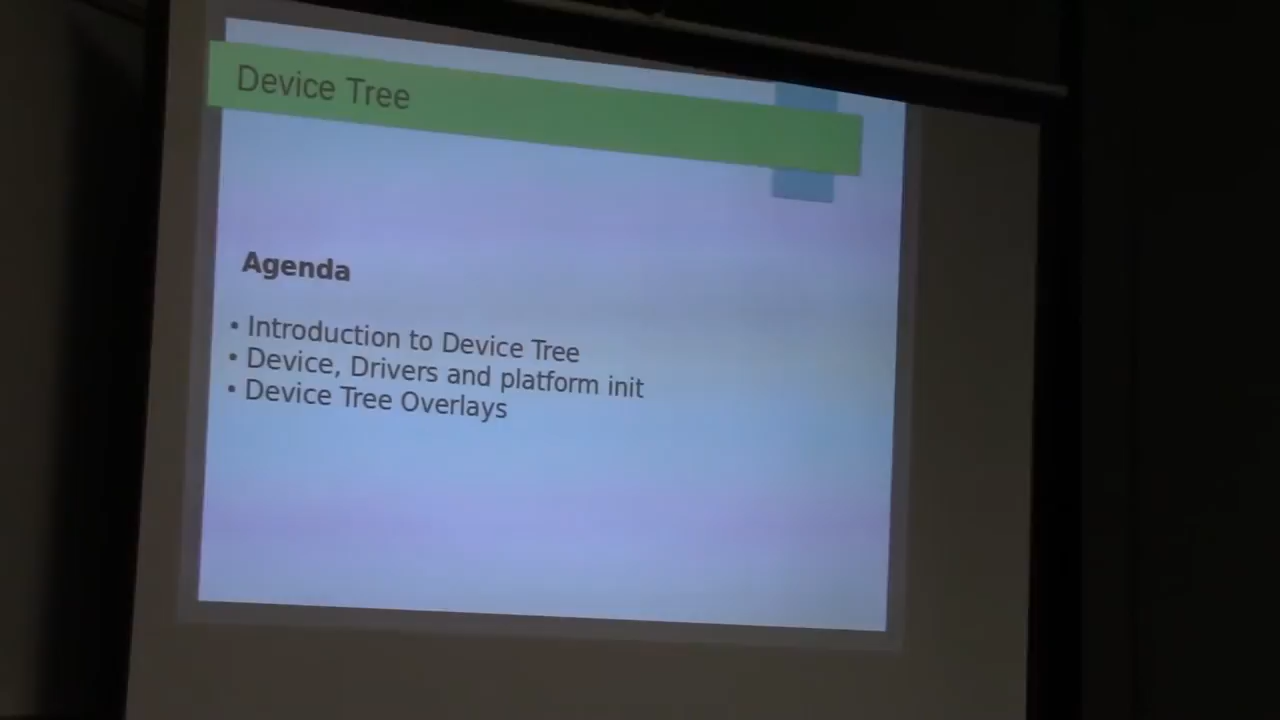 Device Tree
Agenda
• Introduction to Device Tree
• Device, Drivers and platform init
• Device Tree Overlays